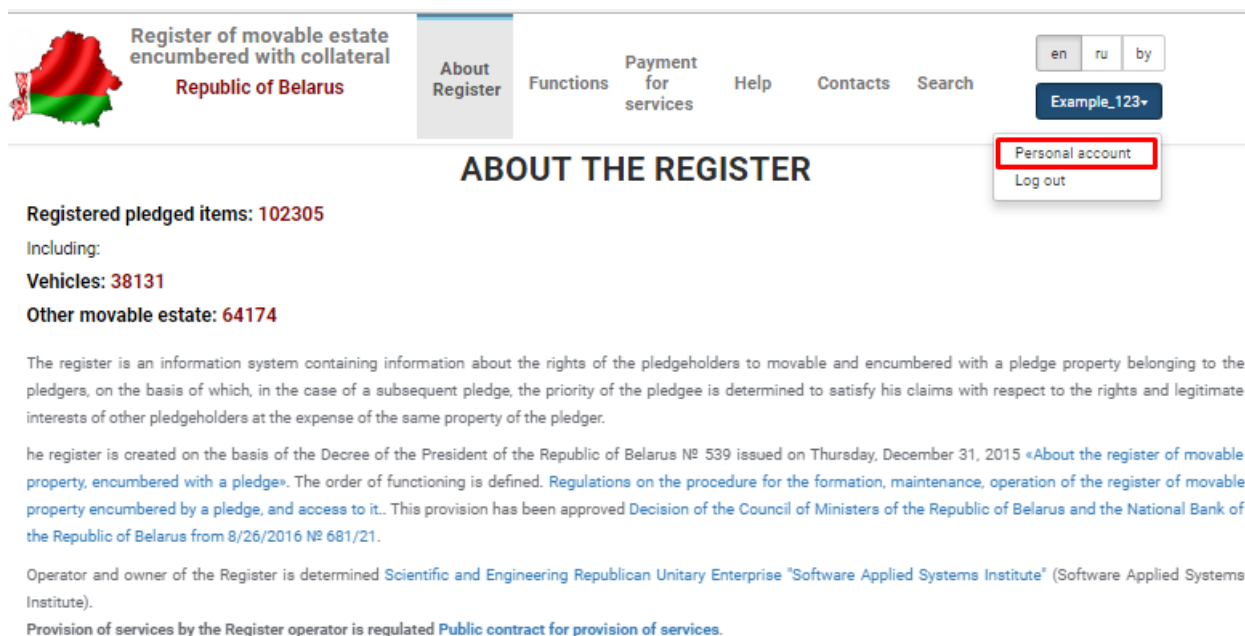 Register of movable estate
encumbered with collateral
Republic of Belarus
About
Register
Functions
Payment
for
services
Help
Contacts
Search
en ru by
Example_123
Personal account
Log out
ABOUT THE REGISTER
Registered pledged items: 102305
Including:
Vehicles: 38131
Other movable estate: 64174
The register is an information system containing information about the rights of the pledgeholders to movable and encumbered with a pledge property belonging to the
pledgers, on the basis of which, in the case of a subsequent pledge, the priority of the pledgee is determined to satisfy his claims with respect to the rights and legitimate
interests of other pledgeholders at the expense of the same property of the pledger.
he register is created on the basis of the Decree of the President of the Republic of Belarus № 539 issued on Thursday, December 31, 2015 «About the register of movable
property, encumbered with a pledge». The order of functioning is defined. Regulations on the procedure for the formation, maintenance, operation of the register of movable
property encumbered by a pledge, and access to it.. This provision has been approved Decision of the Council of Ministers of the Republic of Belarus and the National Bank of
the Republic of Belarus from 8/26/2016 № 681/21.
Operator and owner of the Register is determined Scientific and Engineering Republican Unitary Enterprise "Software Applied Systems Institute" (Software Applied Systems
Institute).
Provision of services by the Register operator is regulated Public contract for provision of services.